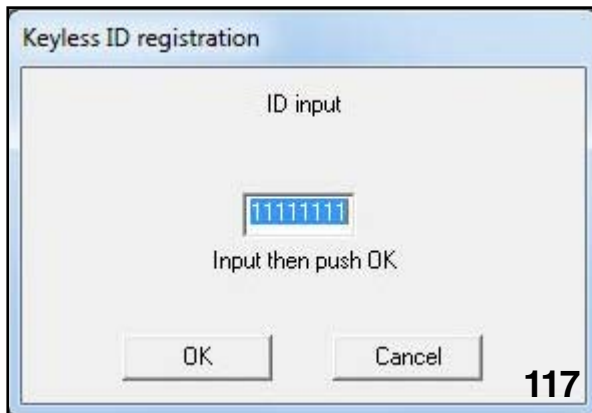 Keyless ID registration
ID input
11111111
Input then push OK
OK Cancel
117